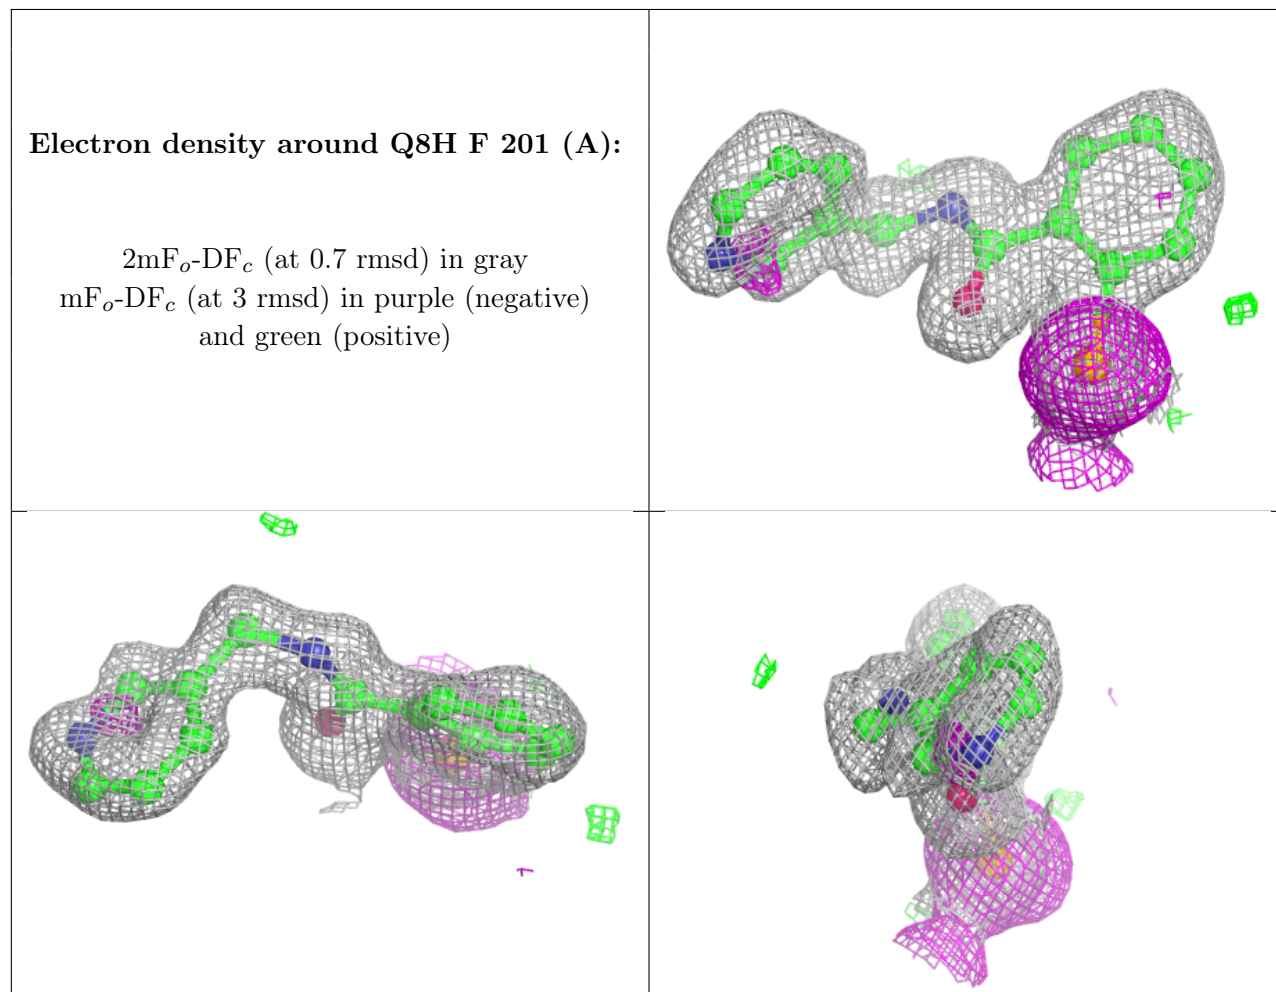 Electron density around Q8H F 201 (A):
2mFo-DFc (at 0.7 rmsd) in gray
mFo-DFc (at 3 rmsd) in purple (negative)
and green (positive)